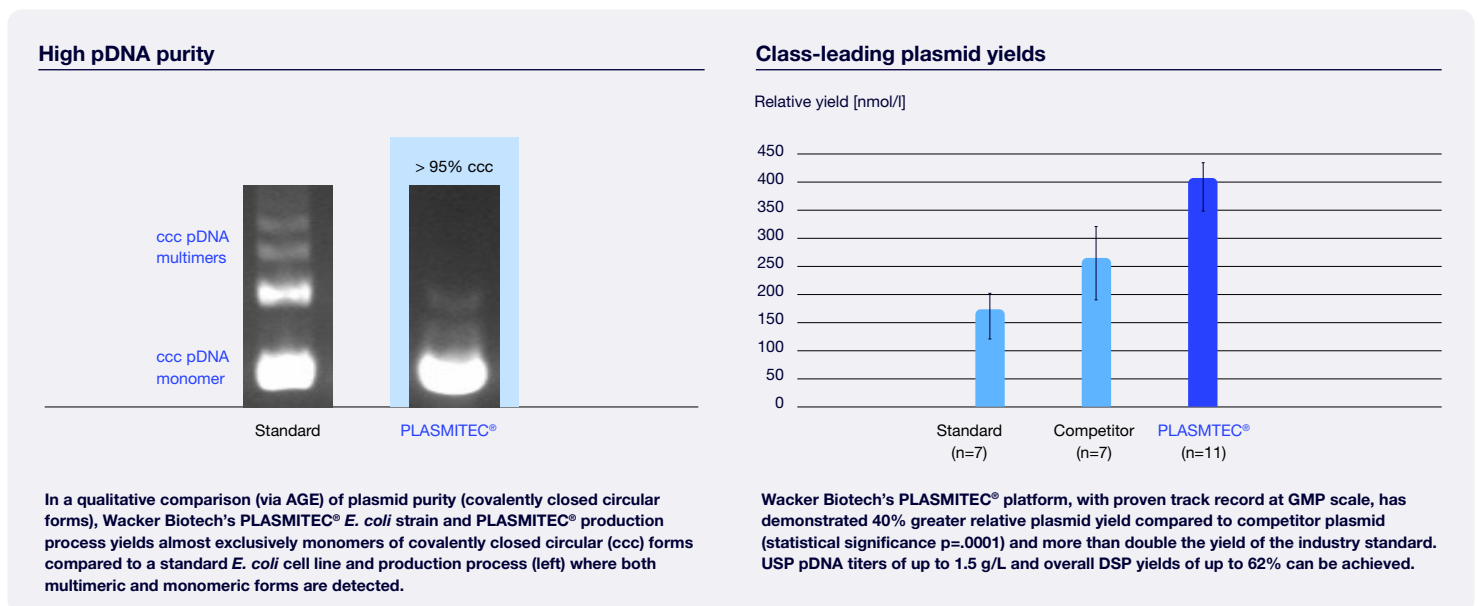 High pDNA purity
> 95% ccc
ccc pDNA
multimers
ccc pDNA
monomer
Standard
PLASMITEC®
In a qualitative comparison (via AGE) of plasmid purity (covalently closed circular
forms), Wacker Biotech’s PLASMITEC® E. coli strain and PLASMITEC® production
process yields almost exclusively monomers of covalently closed circular (ccc) forms
compared to a standard E. coli cell line and production process (left) where both
multimeric and monomeric forms are detected.
Class-leading plasmid yields
Relative yield [nmol/l]
450
400
350
300
250
200
150
100
50
0
Standard
(n=7)
Competitor
(n=7)
PLASMTEC®
(n=11)
Wacker Biotech’s PLASMITEC® platform, with proven track record at GMP scale, has
demonstrated 40% greater relative plasmid yield compared to competitor plasmid
(statistical significance p=.0001) and more than double the yield of the industry standard.
USP pDNA titers of up to 1.5 g/L and overall DSP yields of up to 62% can be achieved.